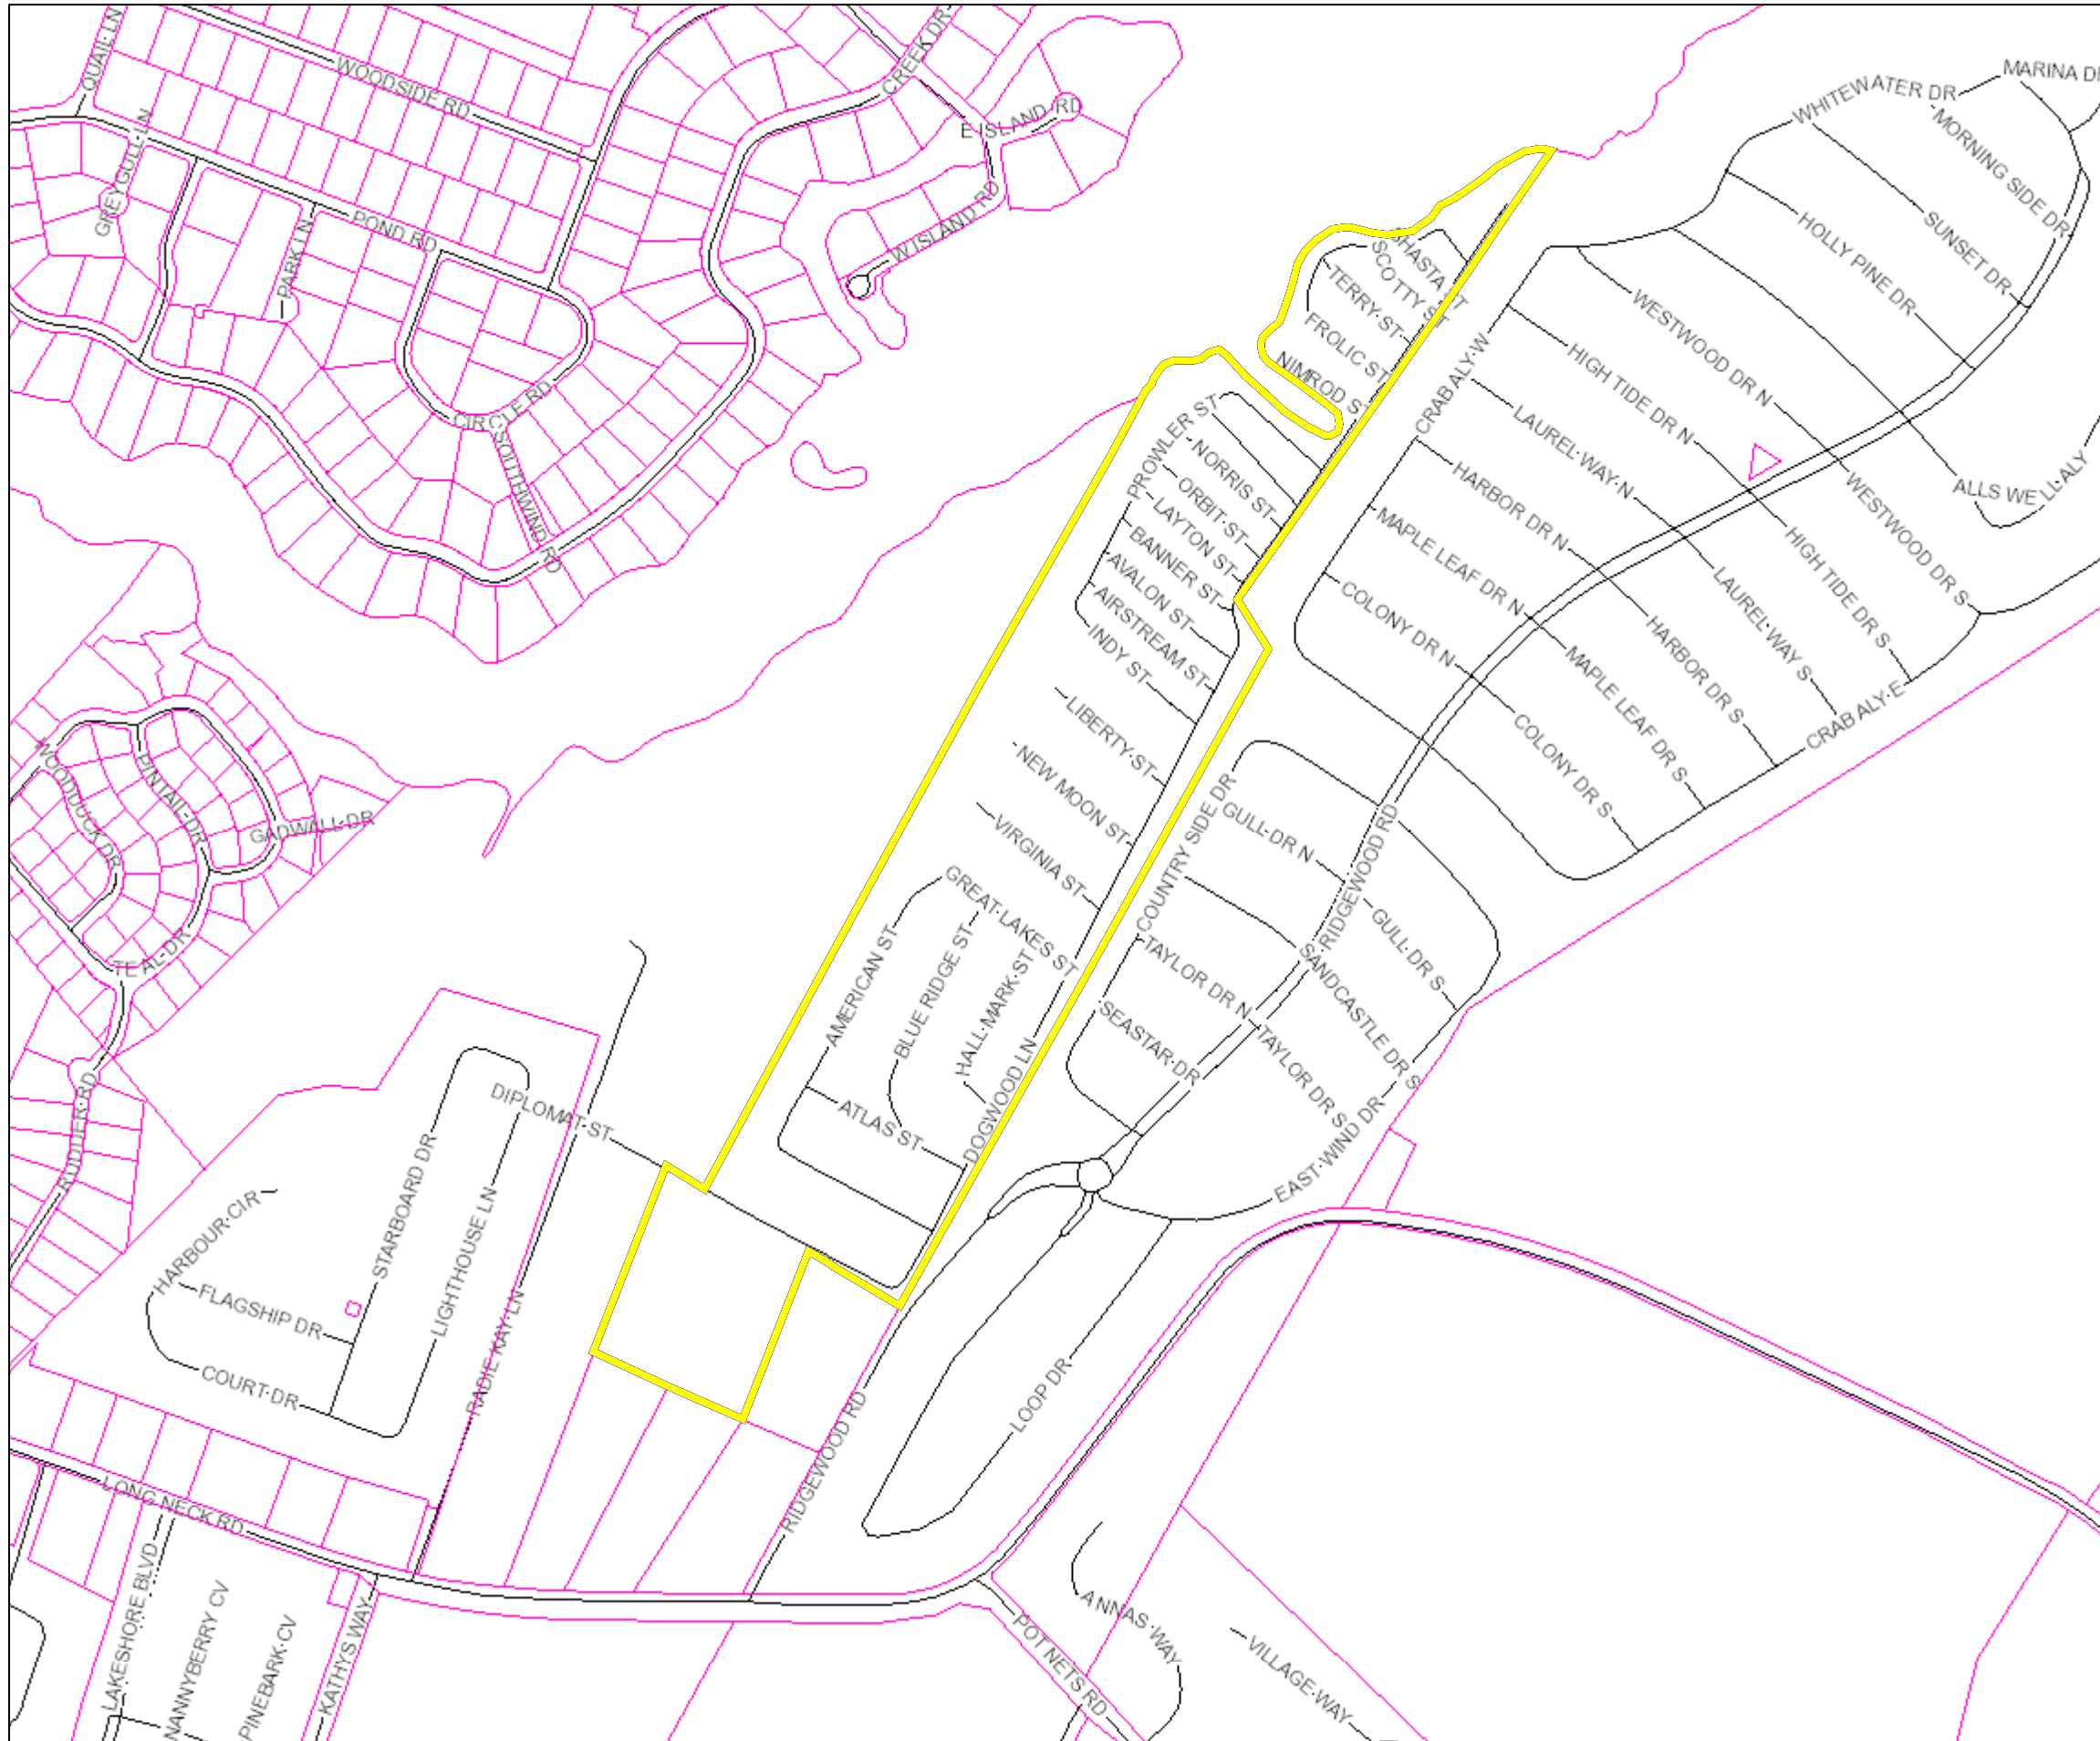 QUAIL LN
WOODSIDE RD
CREEK DR
E ISLAND RD
W ISLAND RD
GREYGULL LN
PARK LN
POND RD
CIRCLE RD
SOUTHWIND RD
WHITEWATER DR
MARINA D
MORNING SIDE DR
SUNSET DR
HOLLY PINE DR
SHASTA ST
SCOTTY ST
TERRY ST
FROLIC ST
NIMROD S
CRAB ALY W
WESTWOOD DR N
HIGH TIDE DR N
LAUREL WAY N
HARBOR DR N
MAPLE LEAF DR N
COLONY DR N
ALLS WELL ALY
WESTWOOD DR S
HIGH TIDE DR S
LAUREL WAY S
HARBOR DR S
MAPLE LEAF DR S
COLONY DR S
CRAB ALY E
PROWLER ST
NORRIS ST
ORBIT ST
LAYTON ST
BANNER ST
AVALON ST
AIRSTREAM ST
INDY ST
LIBERTY ST
NEW MOON ST
VIRGINIA ST
GREAT LAKES ST
AMERICAN ST
BLUE RIDGE ST
HALL MARK ST
ATLAS ST
DOGWOOD LN
COUNTRY SIDE DR
GULL DR N
GULL DR S
RIDGEWOOD RD
SANDCASTLE DR S
TAYLOR DR N
TAYLOR DR S
SEASTAR DR
EAST WIND DR
WOODDUCK DR
PINTAIL DR
GADWALL DR
TEAL DR
RUDDER RD
DIPLOMAT ST
STARBOARD DR
LIGHTHOUSE LN
HARBOUR CIR
FLAGSHIP DR
COURT DR
RADIE KAY LN
RIDGEWOOD RD
LOOP DR
LONG NECK RD
LAKESHORE BLVD
NANNYBERRY CV
PINEBARK CV
KATHYS WAY
POT NETS RD
ANNAS WAY
VILLAGE WAY